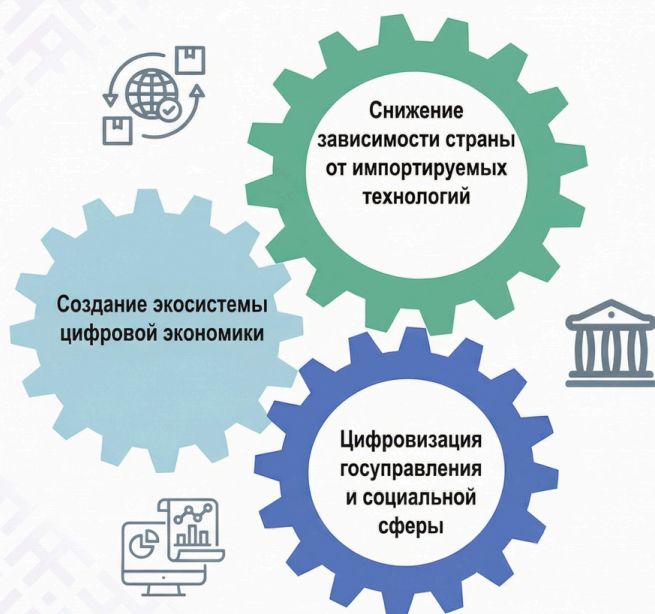 Снижение
зависимости страны
от импортируемых
технологий
Создание экосистемы
цифровой экономики
Цифровизация
госуправления
и социальной
сферы